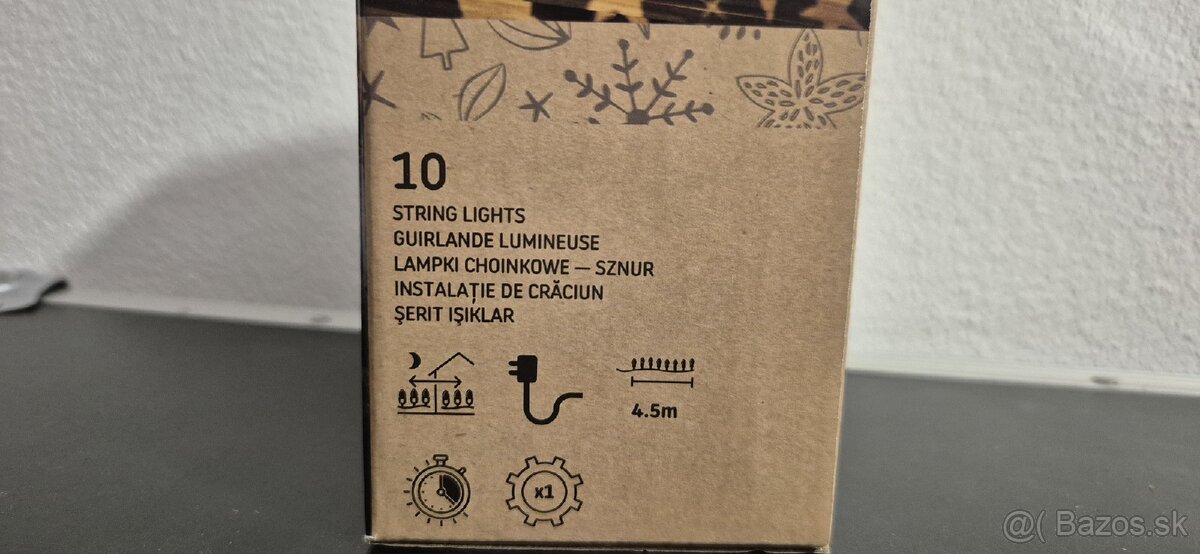 10
STRING LIGHTS
GUIRLANDE LUMINEUSE
LAMPKI CHOINKOWE — SZNUR
INSTALAȚIE DE CRĂCIUN
ŞERIT IŞIKLAR
4.5m
x1
@( Bazos.sk